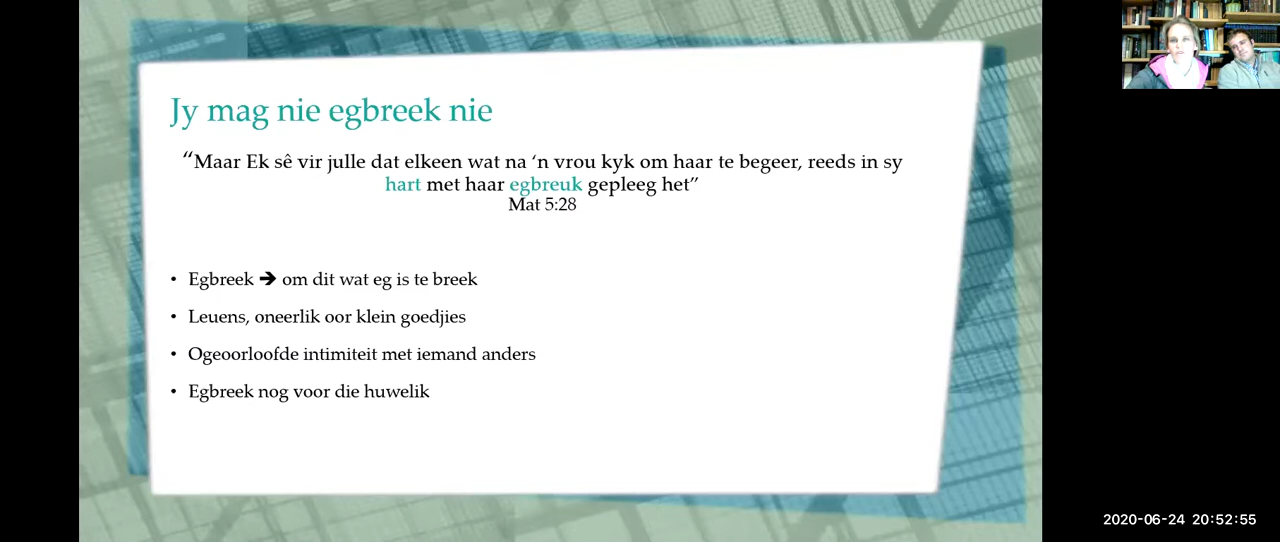 Jy mag nie egbreek nie
“Maar Ek sê vir julle dat elkeen wat na ‘n vrou kyk om haar te begeer, reeds in sy
hart met haar egbreuk gepleeg het”
Mat 5:28
• Egbreek ➔ om dit wat eg is te breek
• Leuens, oneerlik oor klein goedjies
• Ogeoorloofde intimiteit met iemand anders
• Egbreek nog voor die huwelik
2020-06-24 20:52:55